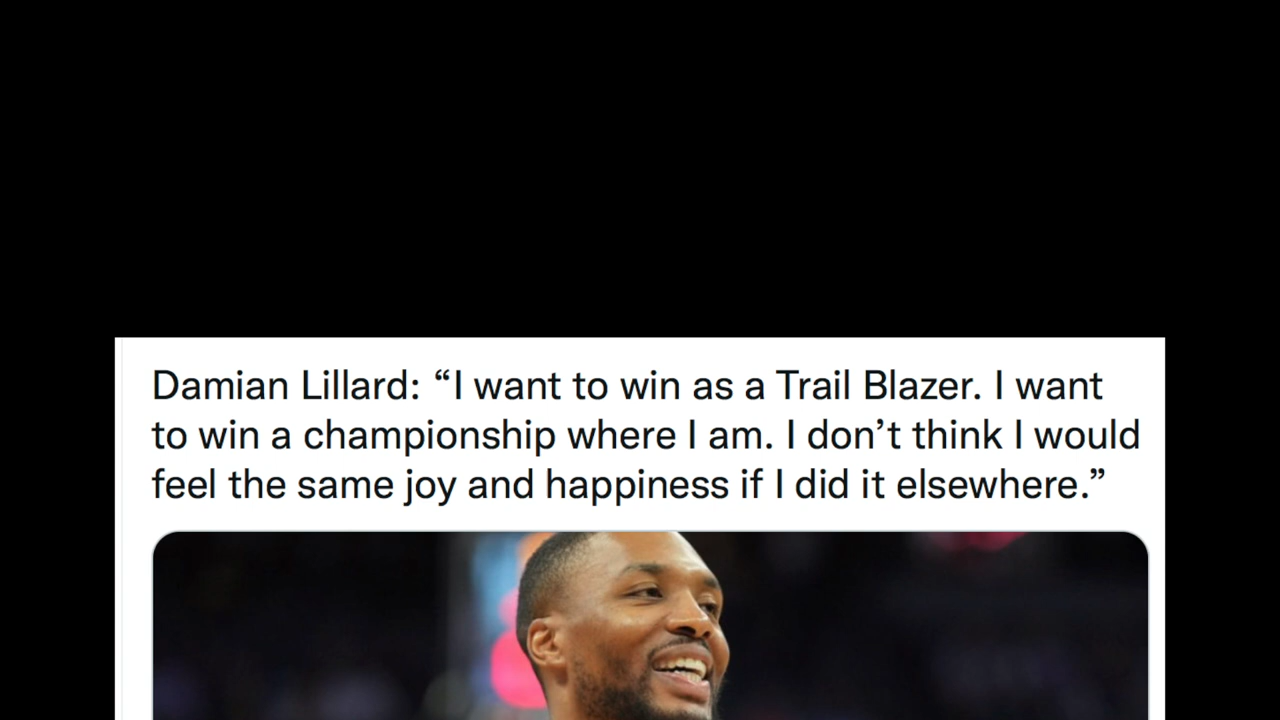 Damian Lillard: “I want to win as a Trail Blazer. I want
to win a championship where I am. I don’t think I would
feel the same joy and happiness if I did it elsewhere.”